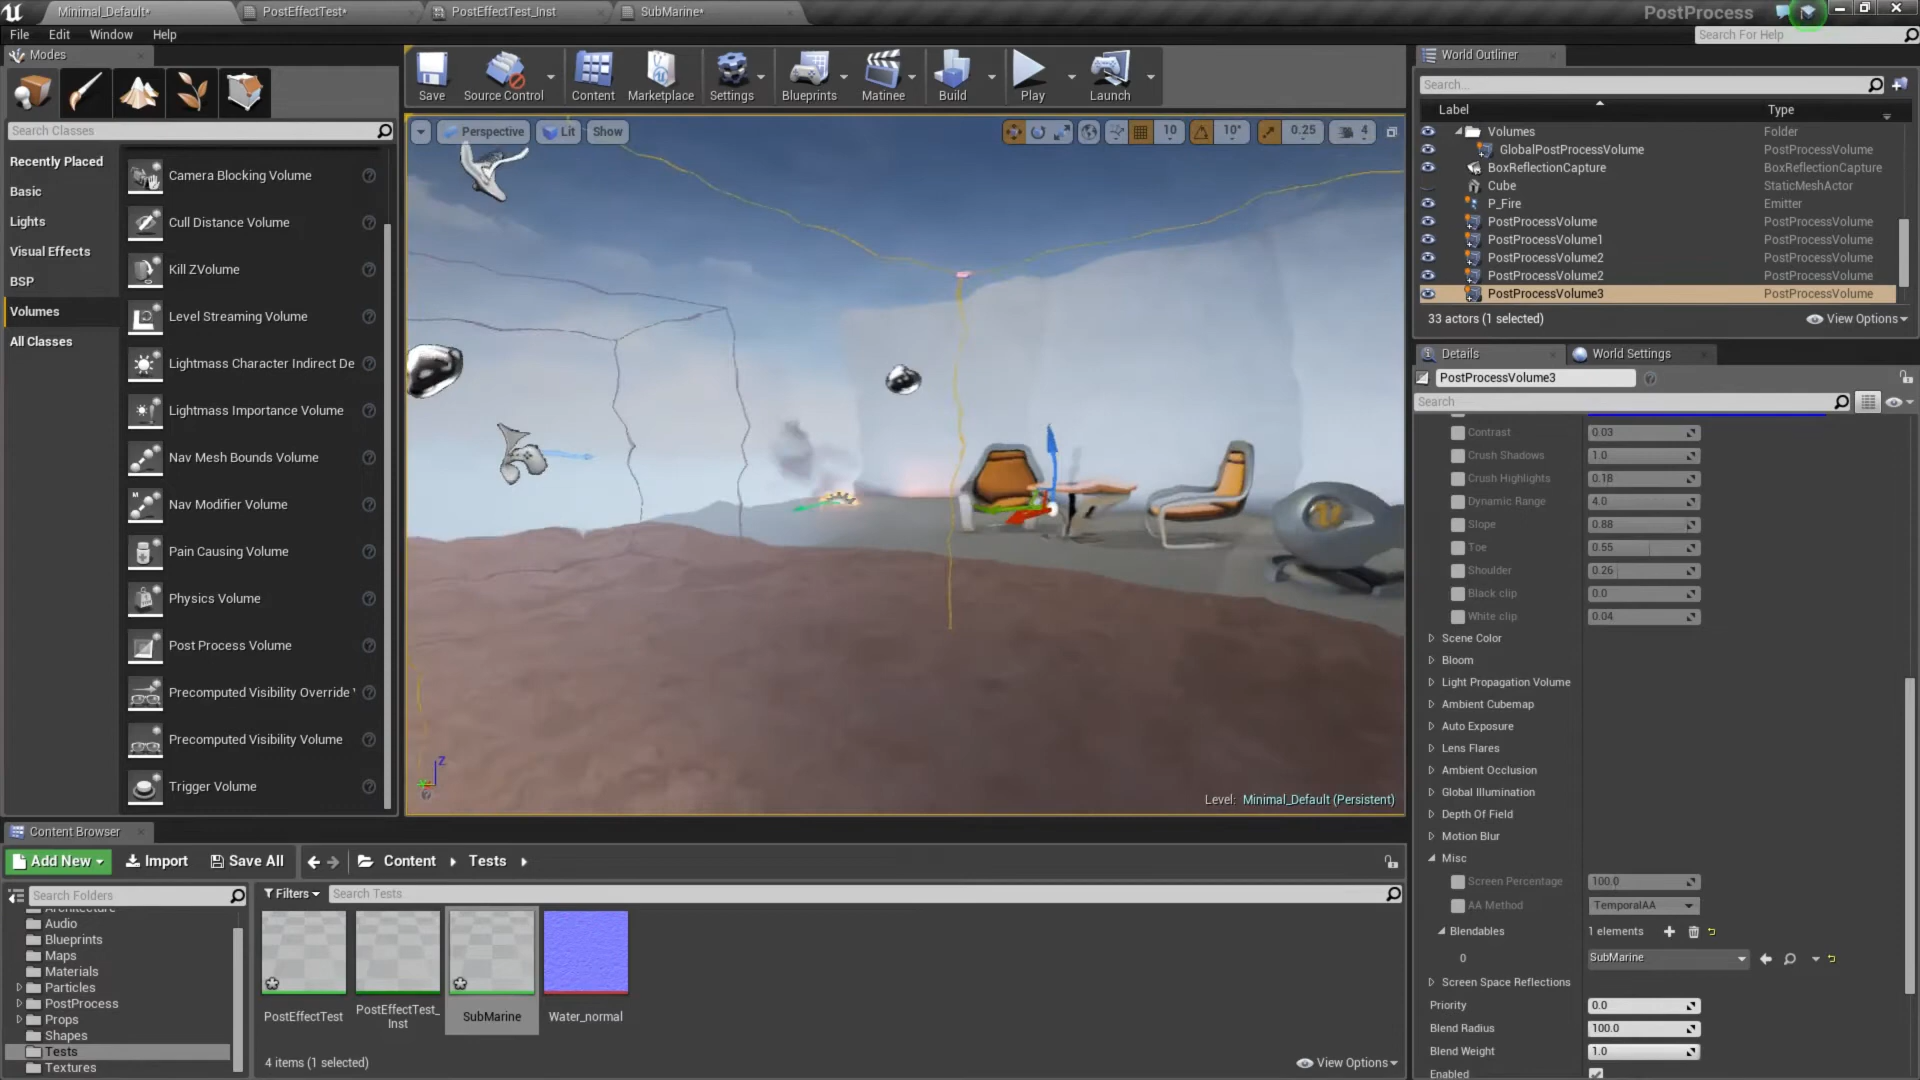 Minimal_Default*
PostEffectTest*
PostEffectTest_Inst
SubMarine*
PostProcess
File
Edit
Window
Help
Search For Help
Modes
Search Classes
Recently Placed
Basic
Lights
Visual Effects
BSP
Volumes
All Classes
Camera Blocking Volume
Cull Distance Volume
Kill ZVolume
Level Streaming Volume
Lightmass Character Indirect De
Lightmass Importance Volume
Nav Mesh Bounds Volume
Nav Modifier Volume
Pain Causing Volume
Physics Volume
Post Process Volume
Precomputed Visibility Override
Precomputed Visibility Volume
Trigger Volume
Save
Source Control
Content
Marketplace
Settings
Blueprints
Matinee
Build
Play
Launch
Perspective
Lit
Show
10
10°
0.25
4
Z
Level: Minimal_Default (Persistent)
World Outliner
Search...
Label
Type
Volumes Folder
GlobalPostProcessVolume PostProcessVolume
BoxReflectionCapture BoxReflectionCapture
Cube StaticMeshActor
P_Fire Emitter
PostProcessVolume PostProcessVolume
PostProcessVolume1 PostProcessVolume
PostProcessVolume2 PostProcessVolume
PostProcessVolume2 PostProcessVolume
PostProcessVolume3 PostProcessVolume
33 actors (1 selected)
View Options
Details
World Settings
PostProcessVolume3
Search
Contrast 0.03
Crush Shadows 1.0
Crush Highlights 0.18
Dynamic Range 4.0
Slope 0.88
Toe 0.55
Shoulder 0.26
Black clip 0.0
White clip 0.04
Scene Color
Bloom
Light Propagation Volume
Ambient Cubemap
Auto Exposure
Lens Flares
Ambient Occlusion
Global Illumination
Depth Of Field
Motion Blur
Misc
Screen Percentage 100.0
AA Method TemporalAA
Blendables 1 elements
0 SubMarine
Screen Space Reflections
Priority 0.0
Blend Radius 100.0
Blend Weight 1.0
Enabled
Content Browser
Add New
Import
Save All
Content
Tests
Search Folders
Filters
Search Tests
Architecture
Audio
Blueprints
Maps
Materials
Particles
PostProcess
Props
Shapes
Tests
Textures
PostEffectTest
PostEffectTest_
Inst
SubMarine
Water_normal
4 items (1 selected)
View Options